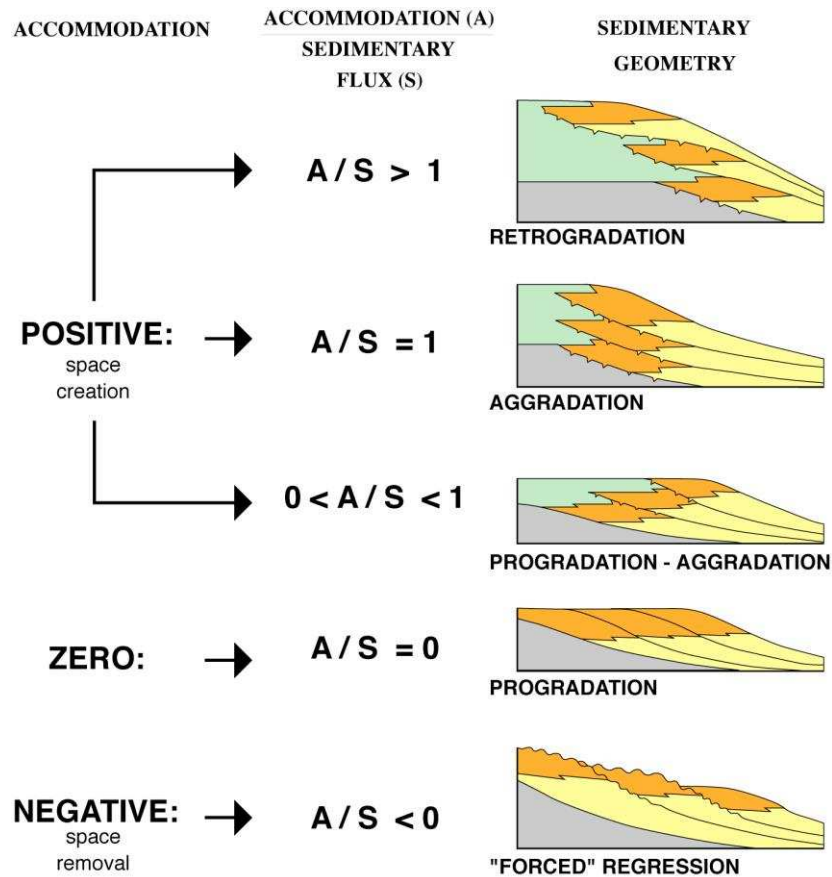 ACCOMMODATION
ACCOMMODATION (A)
SEDIMENTARY
FLUX (S)
SEDIMENTARY
GEOMETRY
A / S > 1
RETROGRADATION
POSITIVE:
space
creation
A / S = 1
AGGRADATION
0 < A / S < 1
PROGRADATION - AGGRADATION
ZERO:
A / S = 0
PROGRADATION
NEGATIVE:
space
removal
A / S < 0
"FORCED" REGRESSION